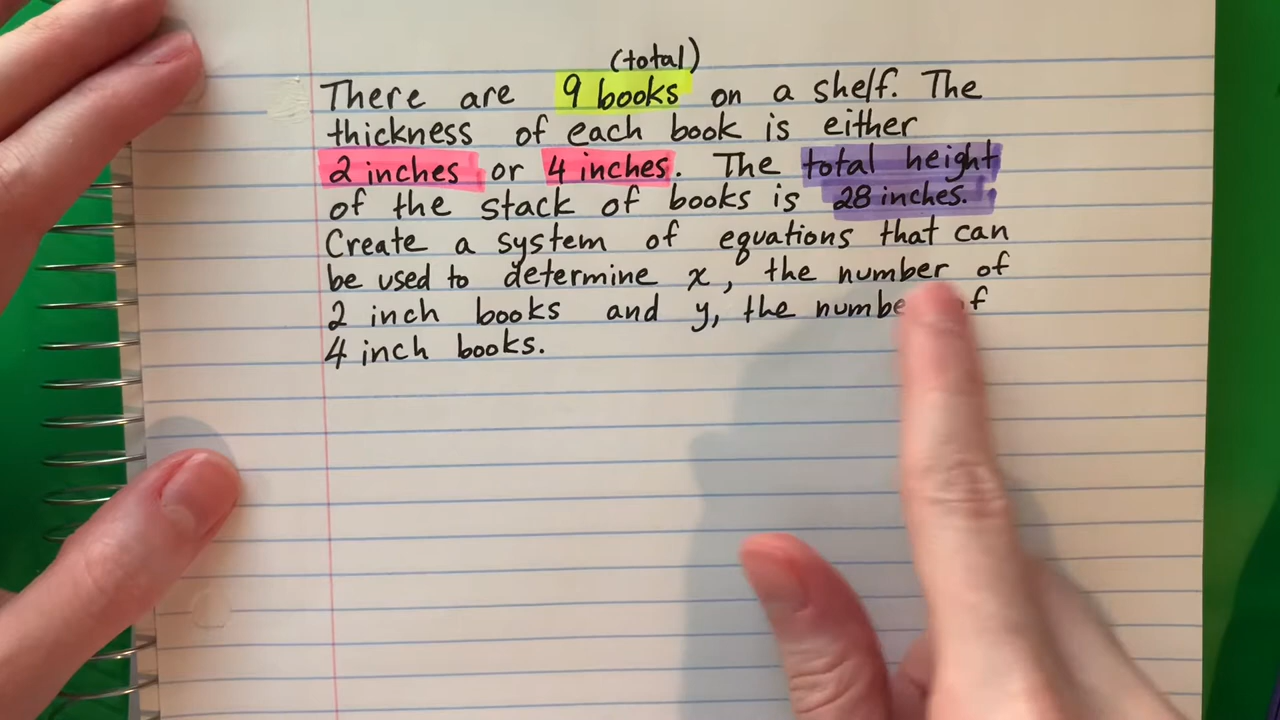 (total)
There are 9 books on a shelf. The
thickness of each book is either
2 inches or 4 inches. The total height
of the stack of books is 28 inches.
Create a system of equations that can
be used to determine x, the number of
2 inch books and y, the number of
4 inch books.